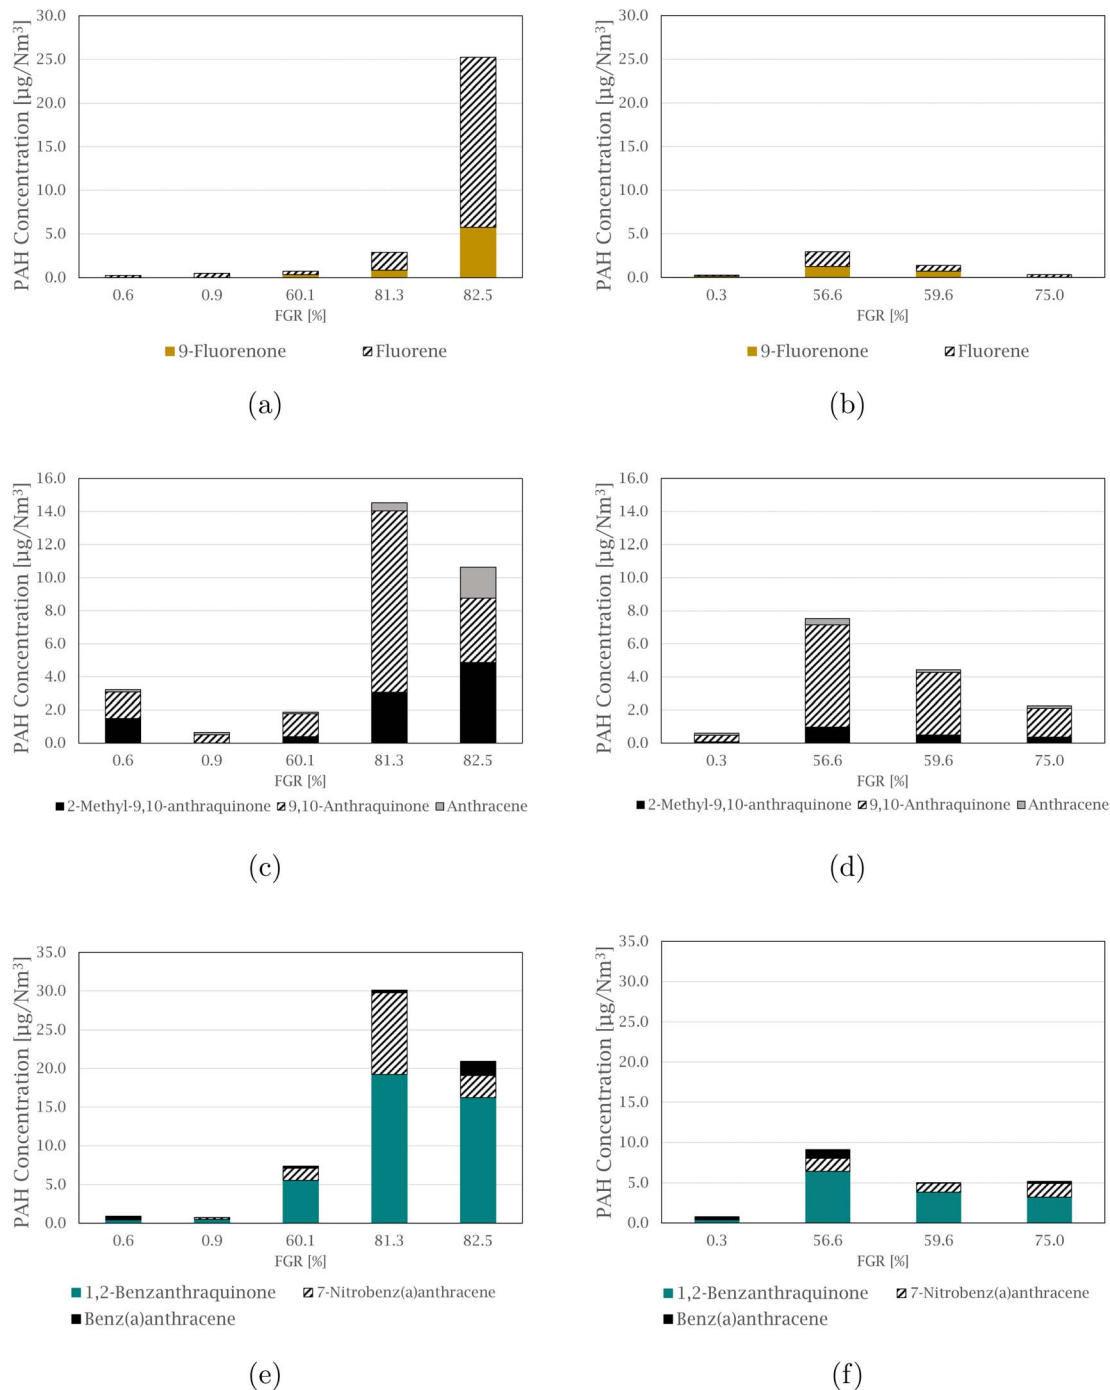 PAH Concentration [µg/Nm³]
30.0
25.0
20.0
15.0
10.0
5.0
0.0
0.6 0.9 60.1 81.3 82.5
FGR [%]
9-Fluorenone Fluorene
(a)
PAH Concentration [µg/Nm³]
30.0
25.0
20.0
15.0
10.0
5.0
0.0
0.3 56.6 59.6 75.0
FGR [%]
9-Fluorenone Fluorene
(b)
PAH Concentration [µg/Nm³]
16.0
14.0
12.0
10.0
8.0
6.0
4.0
2.0
0.0
0.6 0.9 60.1 81.3 82.5
FGR [%]
2-Methyl-9,10-anthraquinone 9,10-Anthraquinone Anthracene
(c)
PAH Concentration [µg/Nm³]
16.0
14.0
12.0
10.0
8.0
6.0
4.0
2.0
0.0
0.3 56.6 59.6 75.0
FGR [%]
2-Methyl-9,10-anthraquinone 9,10-Anthraquinone Anthracene
(d)
PAH Concentration [µg/Nm³]
35.0
30.0
25.0
20.0
15.0
10.0
5.0
0.0
0.6 0.9 60.1 81.3 82.5
FGR [%]
1,2-Benzanthraquinone 7-Nitrobenz(a)anthracene
Benz(a)anthracene
(e)
PAH Concentration [µg/Nm³]
35.0
30.0
25.0
20.0
15.0
10.0
5.0
0.0
0.3 56.6 59.6 75.0
FGR [%]
1,2-Benzanthraquinone 7-Nitrobenz(a)anthracene
Benz(a)anthracene
(f)